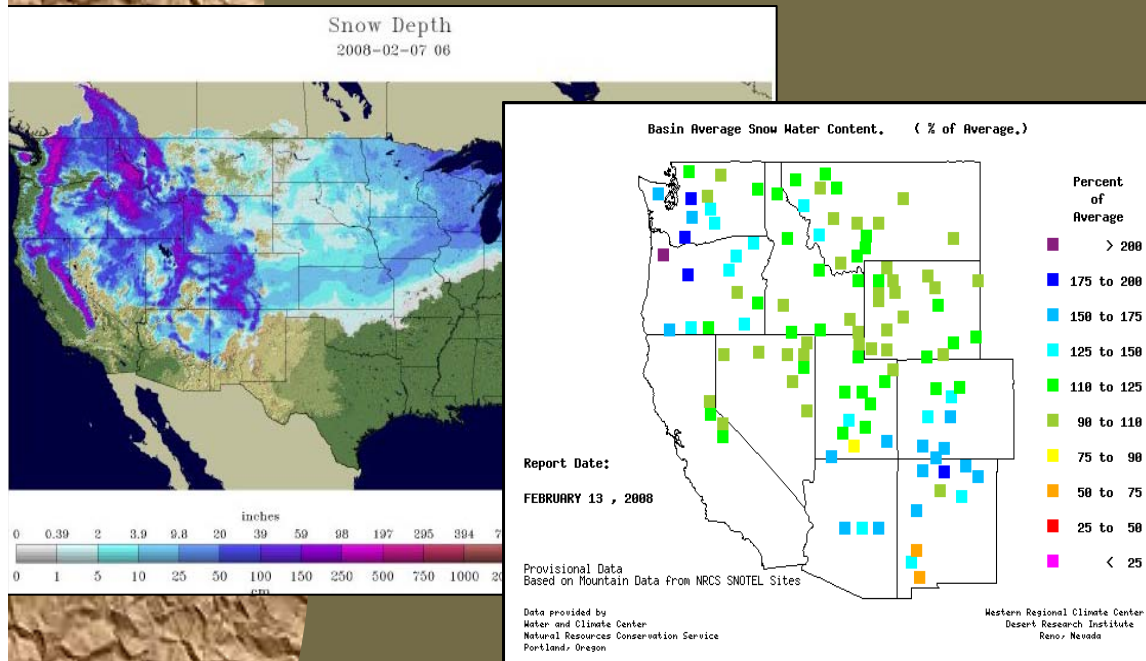 Snow Depth
2008-02-07 06
inches
0 0.39 2 3.9 9.8 20 39 59 98 197 295 394
0 1 5 10 25 50 100 150 250 500 750 1000
cm
Basin Average Snow Water Content. ( % of Average.)
Percent
of
Average
> 200
175 to 200
150 to 175
125 to 150
110 to 125
90 to 110
75 to 90
50 to 75
25 to 50
< 25
Report Date:
FEBRUARY 13 , 2008
Provisional Data
Based on Mountain Data from NRCS SNOTEL Sites
Data provided by
Water and Climate Center
Natural Resources Conservation Service
Portland, Oregon
Western Regional Climate Center
Desert Research Institute
Reno, Nevada